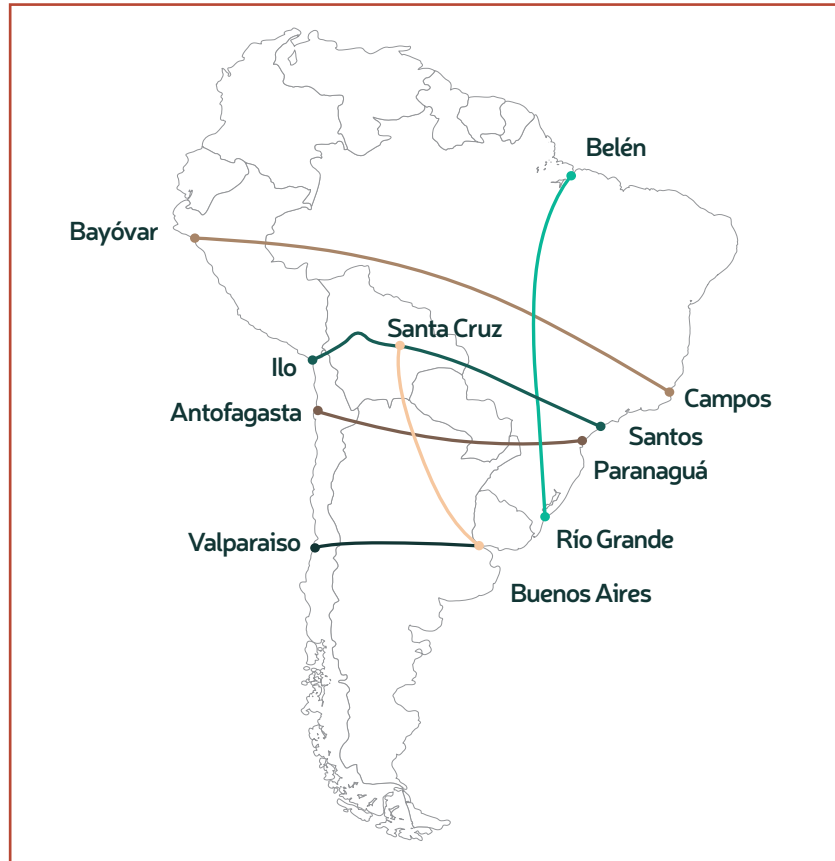 Belén
Bayóvar
Santa Cruz
Ilo
Antofagasta
Campos
Santos
Paranaguá
Valparaiso
Río Grande
Buenos Aires